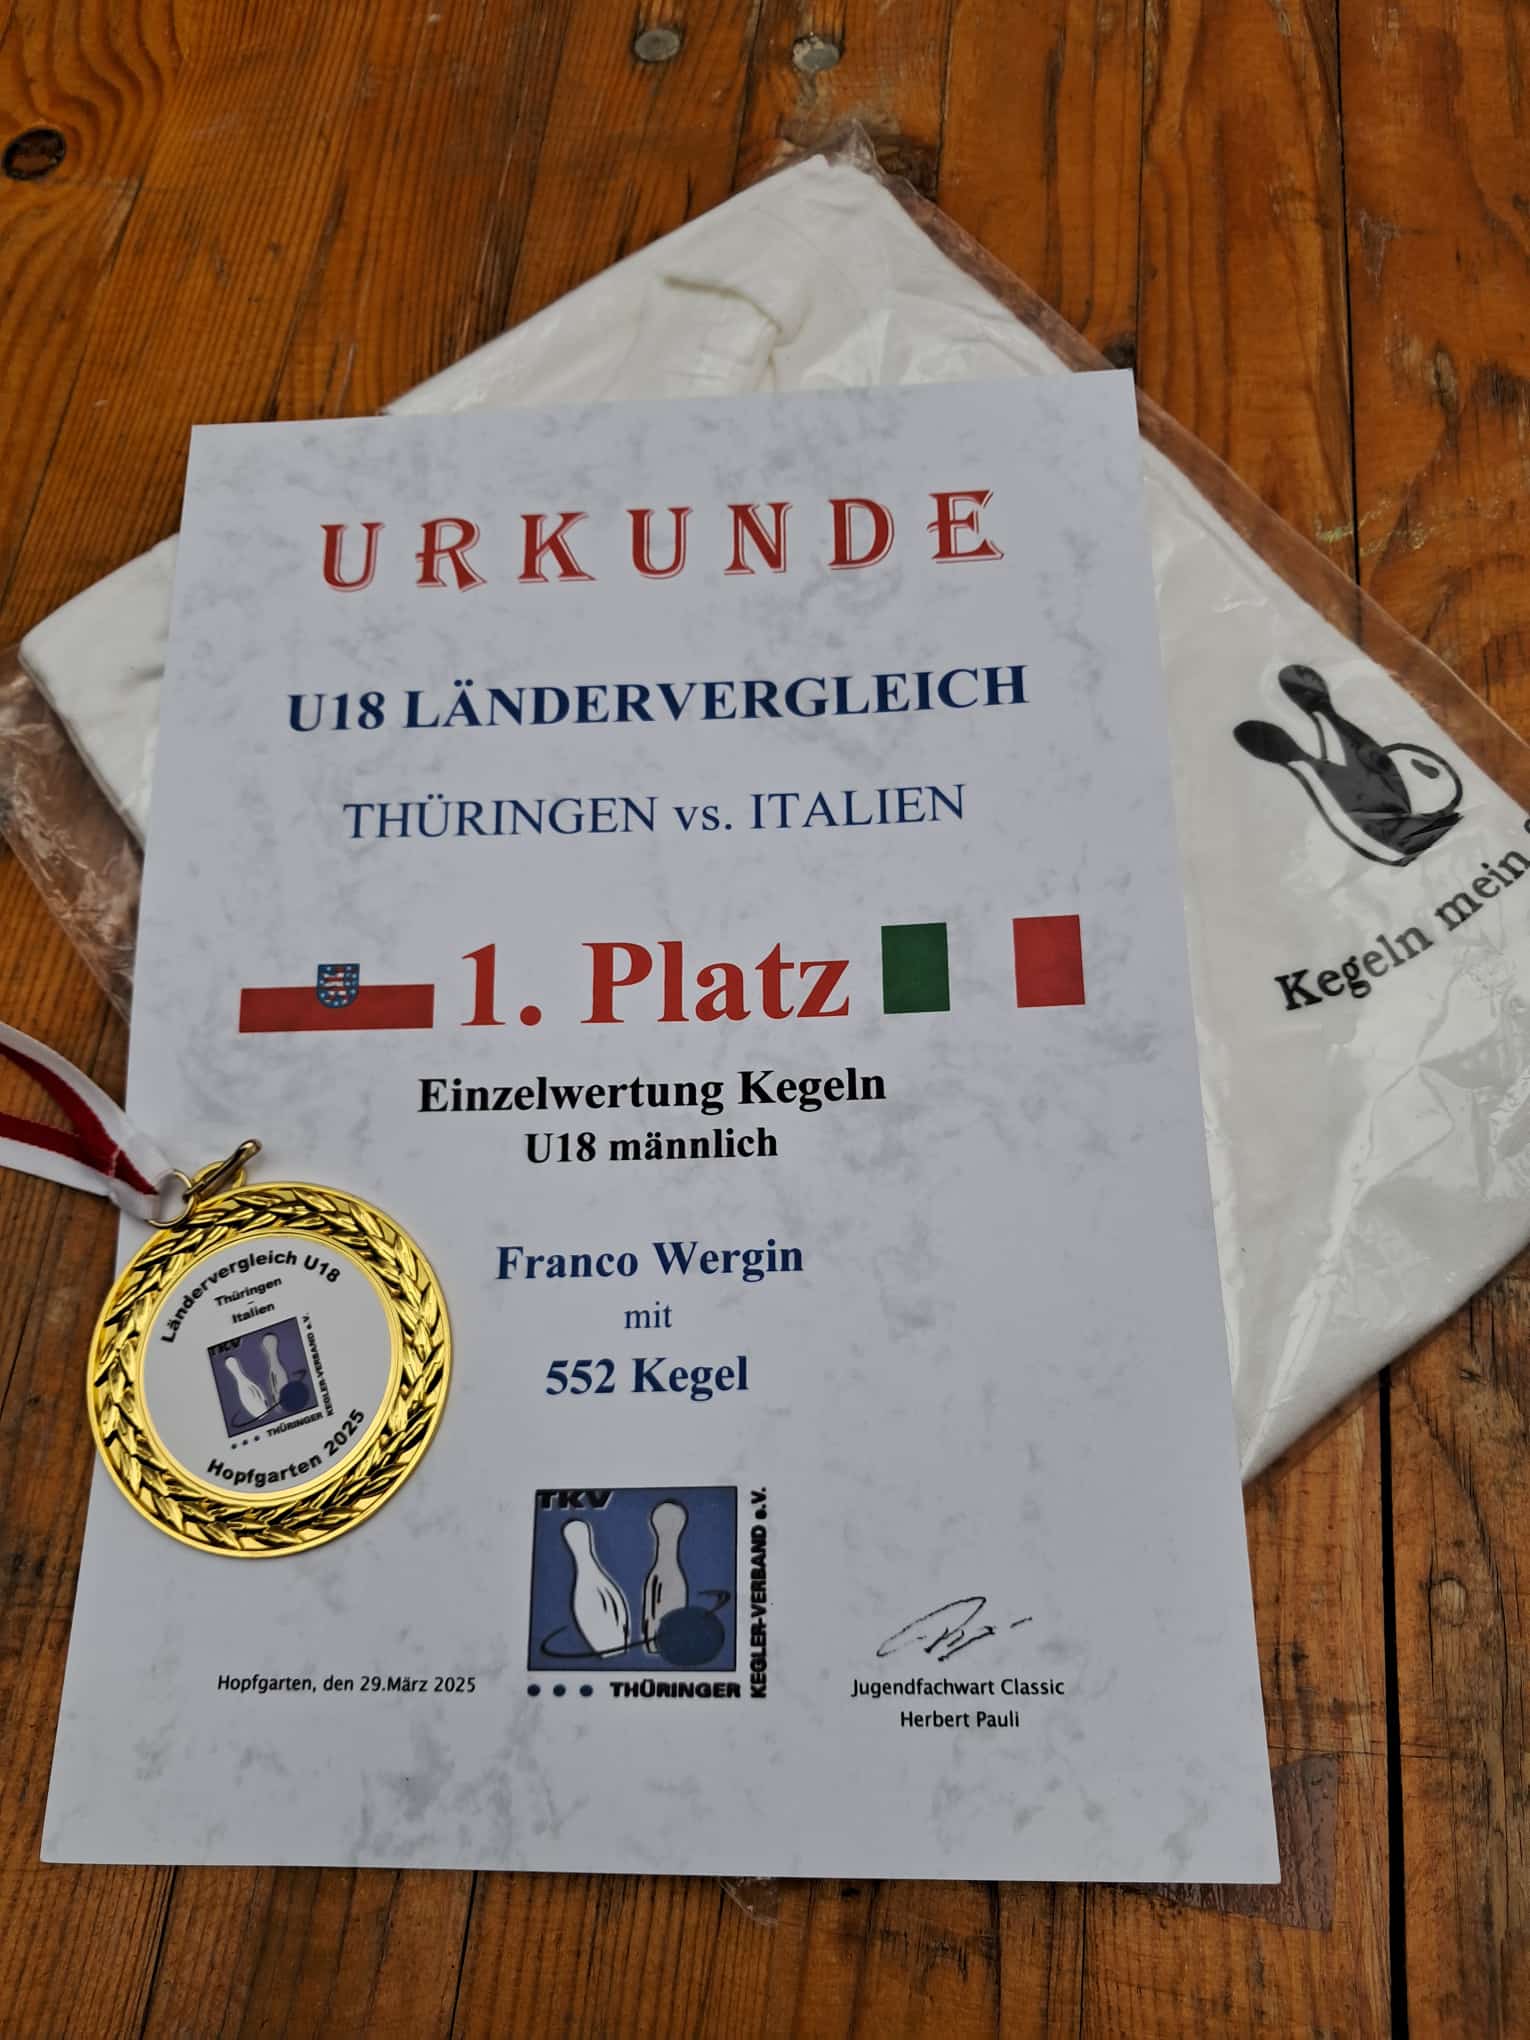 URKUNDE
U18 LÄNDERVERGLEICH
THÜRINGEN vs. ITALIEN
1. Platz
Einzelwertung Kegeln
U18 männlich
Franco Wergin
mit
552 Kegel
TKV
KEGLER-VERBAND e.V.
THÜRINGER
Hopfgarten, den 29.März 2025
Jugendfachwart Classic
Herbert Pauli
Ländervergleich U18
Thüringen
-
Italien
TKV
KEGLER-VERBAND e.V.
THÜRINGER
Hopfgarten 2025
Kegeln mein